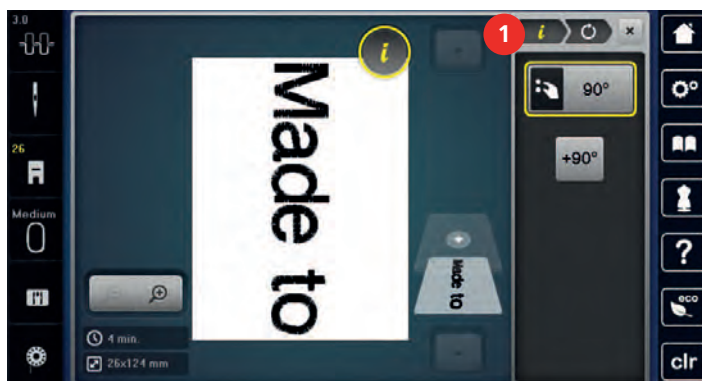 3.0
26
Medium
Made to
4 min.
26x124 mm
Made to
i
1
i
90°
+90°
?
eco
clr